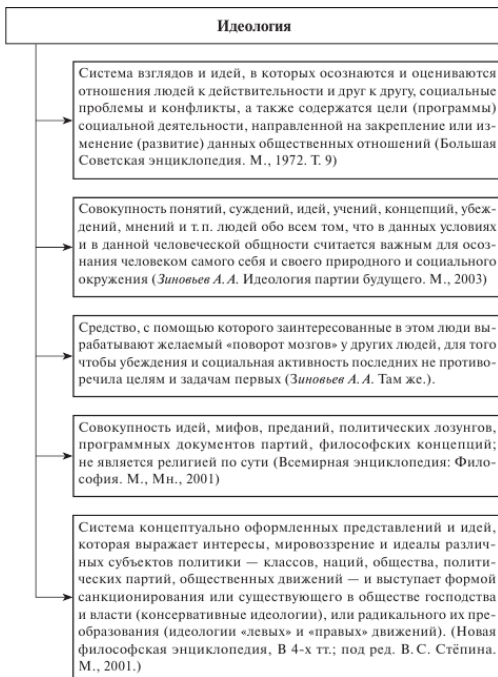 Идеология
Система взглядов и идей, в которых осознаются и оцениваются
отношения людей к действительности и друг к другу, социальные
проблемы и конфликты, а также содержатся цели (программы)
социальной деятельности, направленной на закрепление или из-
менение (развитие) данных общественных отношений (Большая
Советская энциклопедия. М., 1972. Т. 9)
Совокупность понятий, суждений, идей, учений, концепций, убеж-
дений, мнений и т. п. людей обо всем том, что в данных условиях
и в данной человеческой общности считается важным для осоз-
нания человеком самого себя и своего природного и социального
окружения (Зиновьев А. А. Идеология партии будущего. М., 2003)
Средство, с помощью которого заинтересованные в этом люди вы-
рабатывают желаемый «поворот мозгов» у других людей, для того
чтобы убеждения и социальная активность последних не противо-
речила целям и задачам первых (Зиновьев А. А. Там же.).
Совокупность идей, мифов, преданий, политических лозунгов,
программных документов партий, философских концепций;
не является религией по сути (Всемирная энциклопедия: Фило-
софия. М., Мн., 2001)
Система концептуально оформленных представлений и идей,
которая выражает интересы, мировоззрение и идеалы различ-
ных субъектов политики — классов, наций, общества, полити-
ческих партий, общественных движений — и выступает формой
санкционирования или существующего в обществе господства
и власти (консервативные идеологии), или радикального их пре-
образования (идеологии «левых» и «правых» движений). (Новая
философская энциклопедия, В 4-х тт.; под ред. В. С. Стёпина.
М., 2001.)